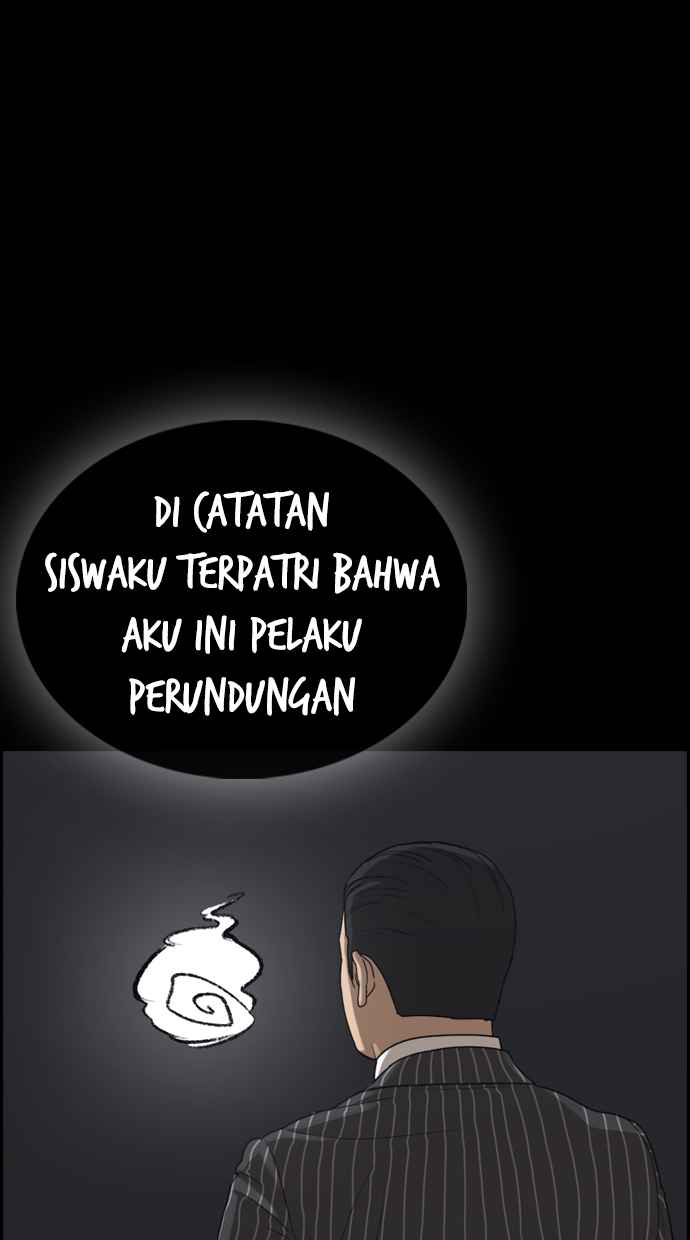 DI CATATAN
SISWAKU TERPATRI BAHWA
AKU INI PELAKU
PERUNDUNGAN